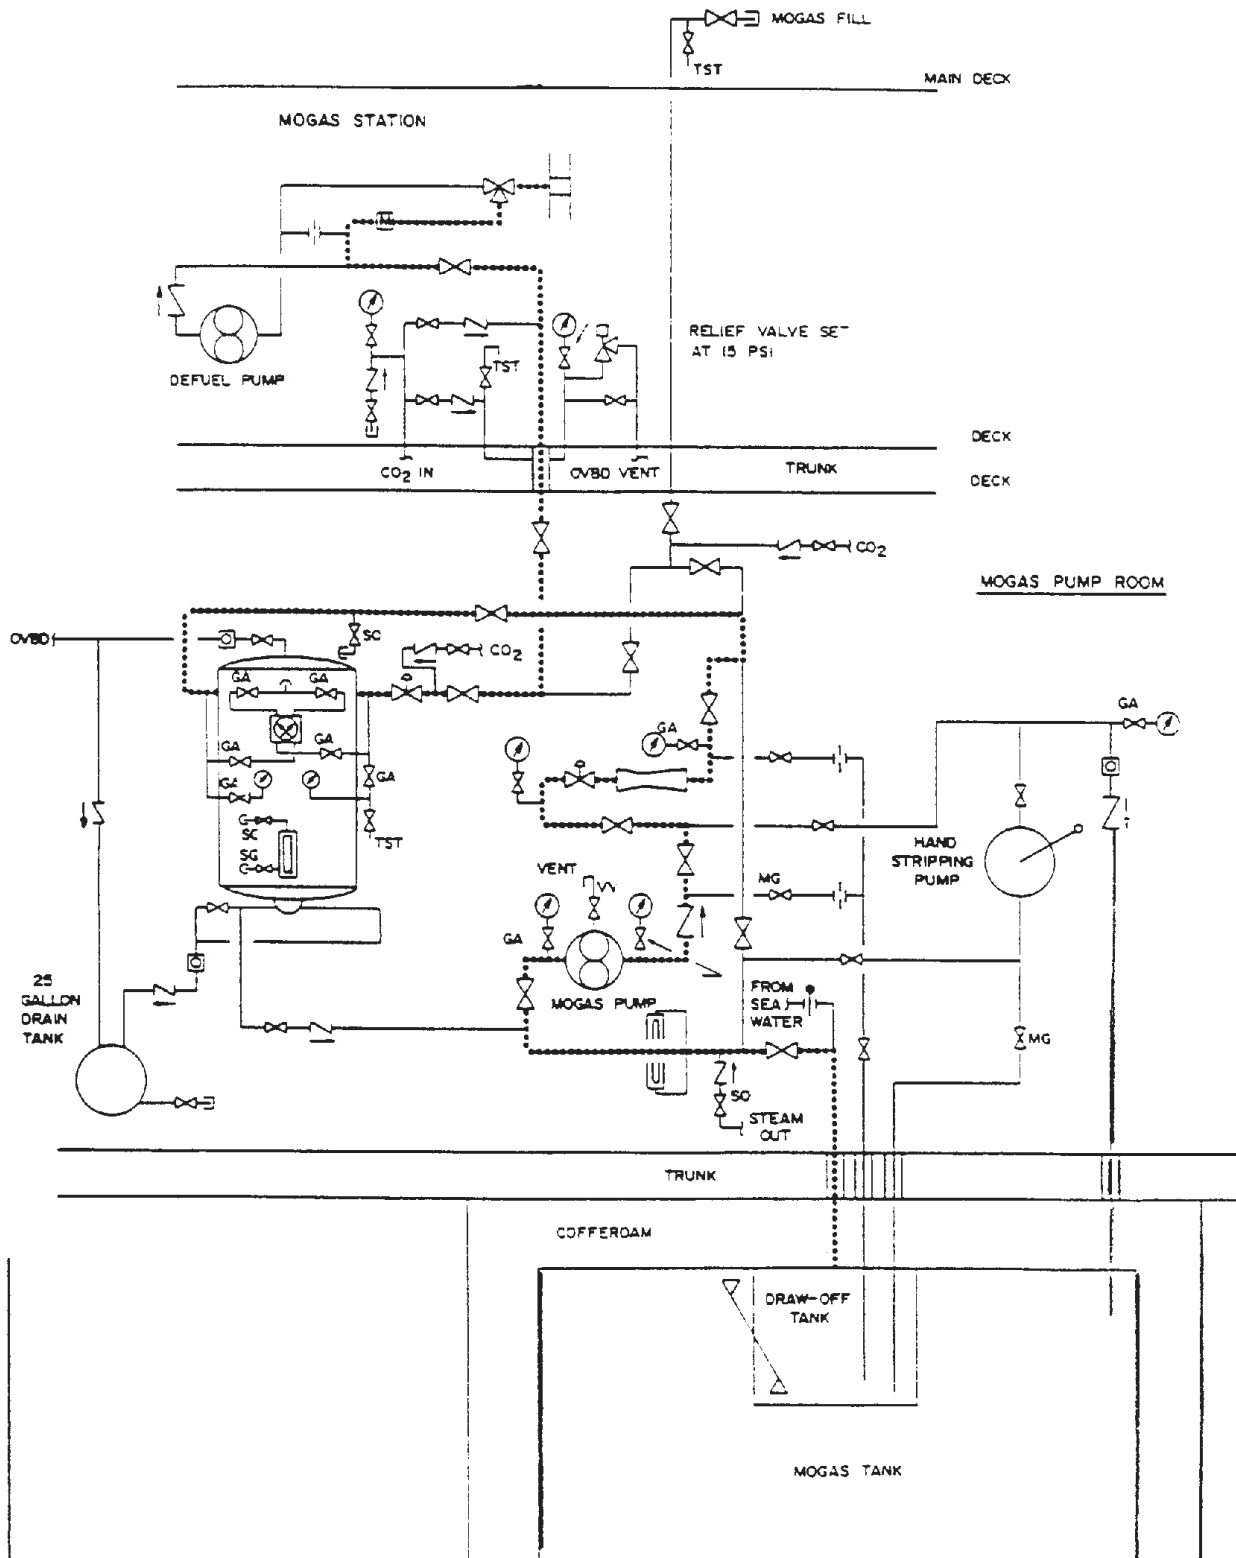 MOGAS FILL
TST
MAIN DECK
MOGAS STATION
RELIEF VALVE SET
AT 15 PSI
TST
DEFUEL PUMP
DECK
CO2 IN
OVBD VENT
TRUNK
DECK
CO2
MOGAS PUMP ROOM
OVBD
SC
CO2
GA
GA
GA
GA
GA
GA
GA
GA
SC
SG
TST
HAND
STRIPPING
PUMP
VENT
VV
MG
GA
MOGAS PUMP
25
GALLON
DRAIN
TANK
FROM
SEA
WATER
MG
SO
STEAM
OUT
TRUNK
COFFERDAM
DRAW-OFF
TANK
MOGAS TANK